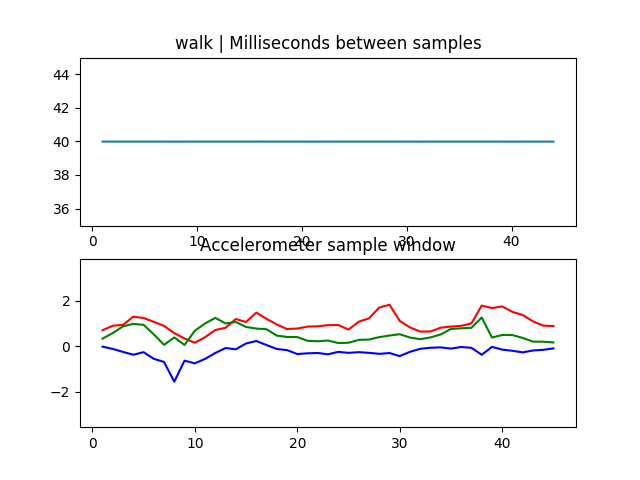 walk | Milliseconds between samples
44
42
40
38
36
0 10 20 30 40
Accelerometer sample window
2
0
−2
0 10 20 30 40